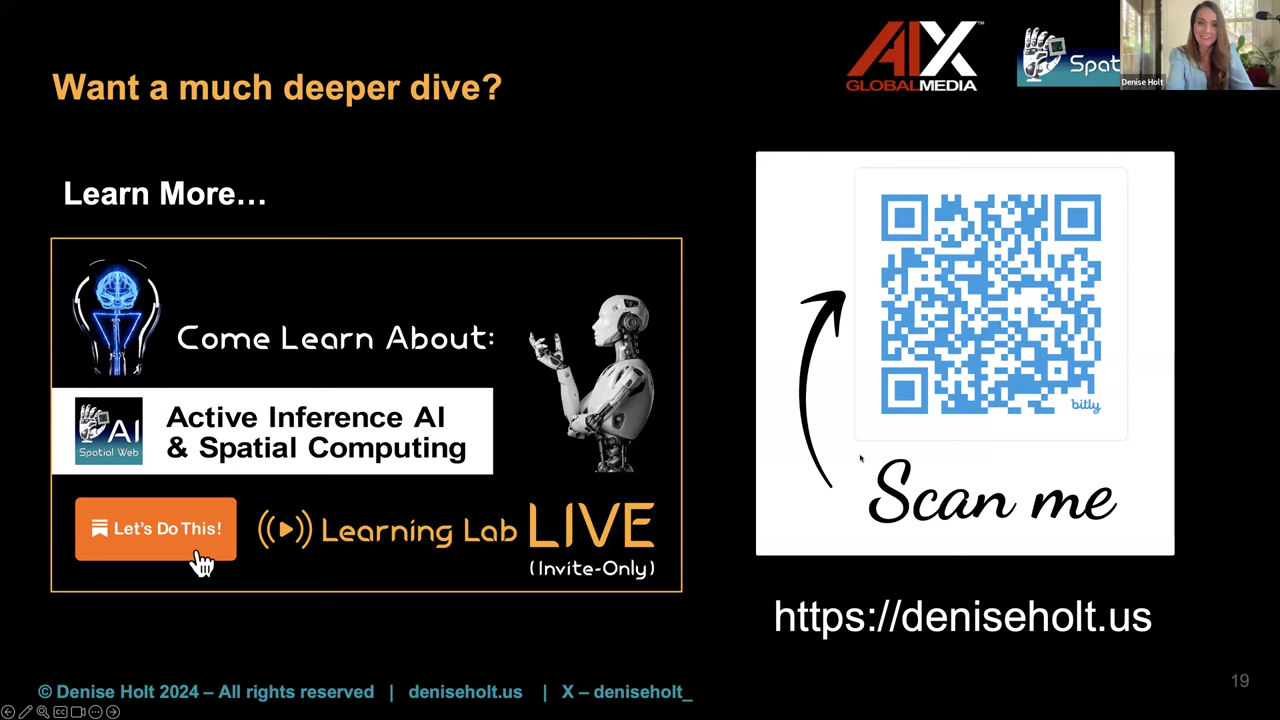 Want a much deeper dive?
AIX
GLOBALMEDIA
Spat
Denise Holt
Learn More…
Come Learn About:
AI
Spatial Web
Active Inference AI
& Spatial Computing
Let's Do This!
Learning Lab LIVE
(Invite-Only)
bitly
Scan me
https://deniseholt.us
© Denise Holt 2024 – All rights reserved | deniseholt.us | X – deniseholt_
19